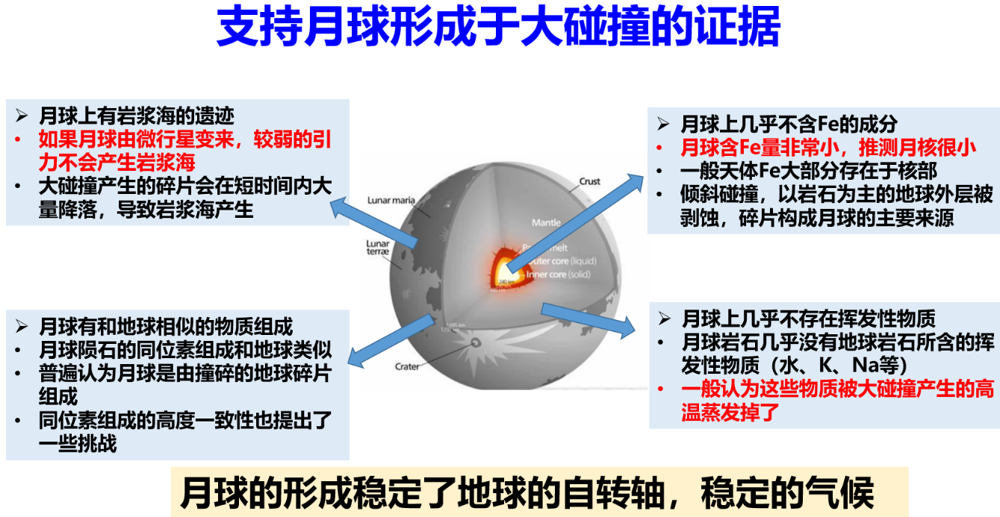 支持月球形成于大碰撞的证据
➢ 月球上有岩浆海的遗迹
• 如果月球由微行星变来，较弱的引
力不会产生岩浆海
• 大碰撞产生的碎片会在短时间内大
量降落，导致岩浆海产生
➢ 月球上几乎不含Fe的成分
• 月球含Fe量非常小，推测月核很小
• 一般天体Fe大部分存在于核部
• 倾斜碰撞，以岩石为主的地球外层被
剥蚀，碎片构成月球的主要来源
Crust
Lunar maria
Mantle
Lunar
terræ
melt
core (liquid)
Inner core (solid)
240 km
Crater
➢ 月球有和地球相似的物质组成
• 月球陨石的同位素组成和地球类似
• 普遍认为月球是由撞碎的地球碎片
组成
• 同位素组成的高度一致性也提出了
一些挑战
➢ 月球上几乎不存在挥发性物质
• 月球岩石几乎没有地球岩石所含的挥
发性物质（水、K、Na等）
• 一般认为这些物质被大碰撞产生的高
温蒸发掉了
月球的形成稳定了地球的自转轴，稳定的气候